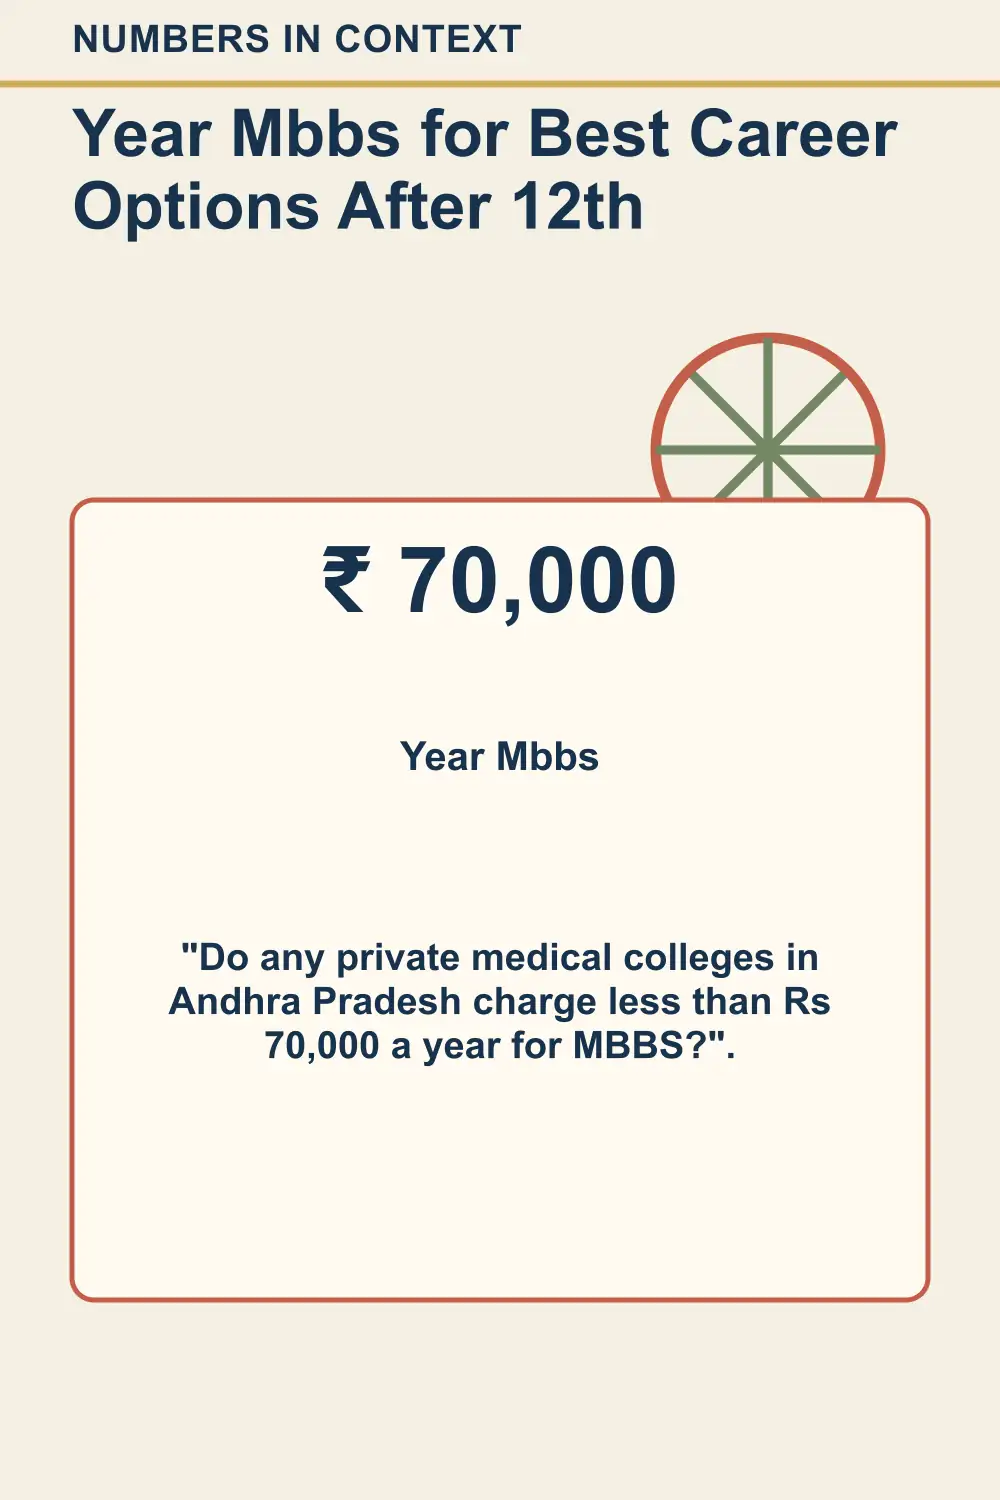 NUMBERS IN CONTEXT
Year Mbbs for Best Career
Options After 12th
₹ 70,000
Year Mbbs
"Do any private medical colleges in
Andhra Pradesh charge less than Rs
70,000 a year for MBBS?".